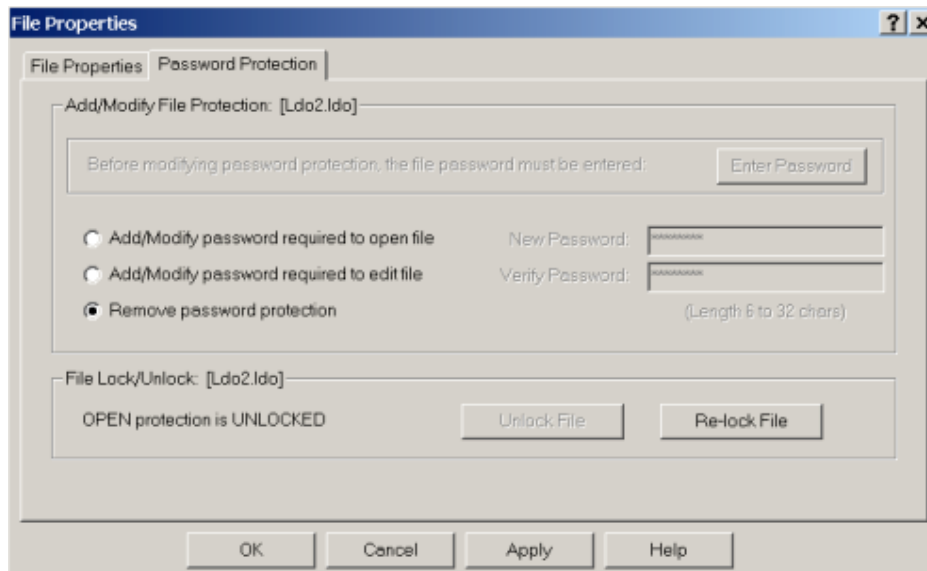 File Properties
File Properties Password Protection
Add/Modify File Protection: [Ldo2.ldo]
Before modifying password protection, the file password must be entered: Enter Password
Add/Modify password required to open file New Password: ********
Add/Modify password required to edit file Verify Password: ********
Remove password protection (Length 6 to 32 chars)
File Lock/Unlock: [Ldo2.ldo]
OPEN protection is UNLOCKED Unlock File Re-lock File
OK Cancel Apply Help